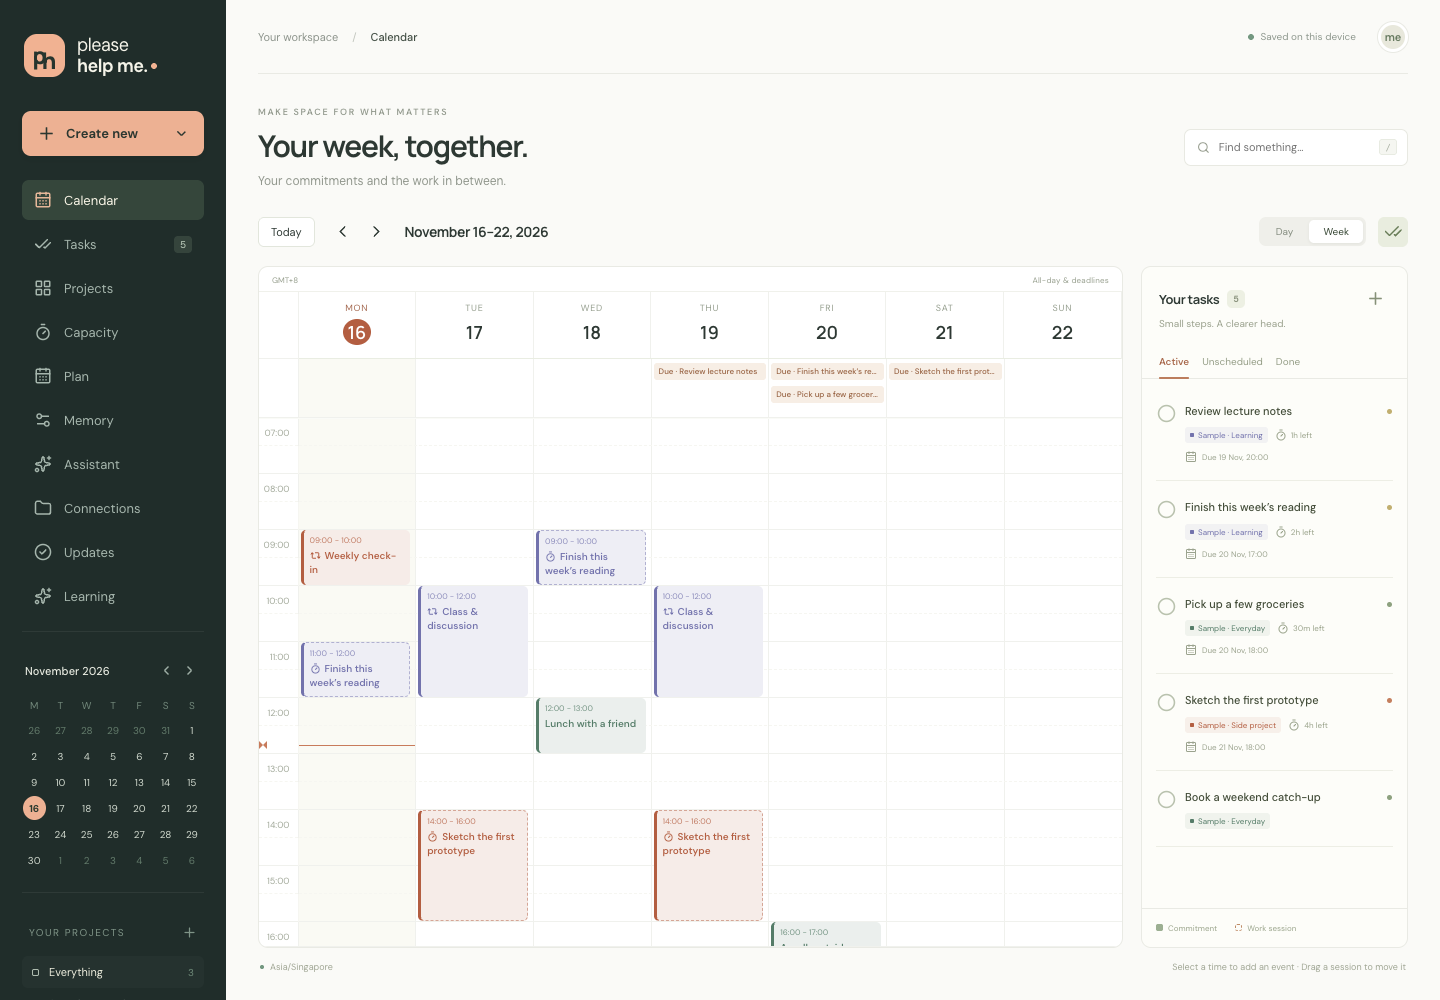 ph
please
help me.
Create new
Calendar
Tasks 5
Projects
Capacity
Plan
Memory
Assistant
Connections
Updates
Learning
November 2026
M T W T F S S
26 27 28 29 30 31 1
2 3 4 5 6 7 8
9 10 11 12 13 14 15
16 17 18 19 20 21 22
23 24 25 26 27 28 29
30 1 2 3 4 5 6
YOUR PROJECTS
Everything 3
Your workspace / Calendar
Saved on this device
me
MAKE SPACE FOR WHAT MATTERS
Your week, together.
Your commitments and the work in between.
Find something… /
Today
November 16–22, 2026
Day Week
GMT+8
All-day & deadlines
MON TUE WED THU FRI SAT SUN
16 17 18 19 20 21 22
Due · Review lecture notes
Due · Finish this week's re…
Due · Sketch the first prot…
Due · Pick up a few grocer…
07:00
08:00
09:00
10:00
11:00
12:00
13:00
14:00
15:00
16:00
09:00 – 10:00
Weekly check-
in
11:00 – 12:00
Finish this
week's reading
10:00 – 12:00
Class &
discussion
14:00 – 16:00
Sketch the first
prototype
09:00 – 10:00
Finish this
week's reading
12:00 – 13:00
Lunch with a friend
10:00 – 12:00
Class &
discussion
14:00 – 16:00
Sketch the first
prototype
16:00 – 17:00
Asia/Singapore
Select a time to add an event · Drag a session to move it
Your tasks 5
Small steps. A clearer head.
Active Unscheduled Done
Review lecture notes
Sample · Learning 1h left
Due 19 Nov, 20:00
Finish this week's reading
Sample · Learning 2h left
Due 20 Nov, 17:00
Pick up a few groceries
Sample · Everyday 30m left
Due 20 Nov, 18:00
Sketch the first prototype
Sample · Side project 4h left
Due 21 Nov, 18:00
Book a weekend catch-up
Sample · Everyday
Commitment Work session